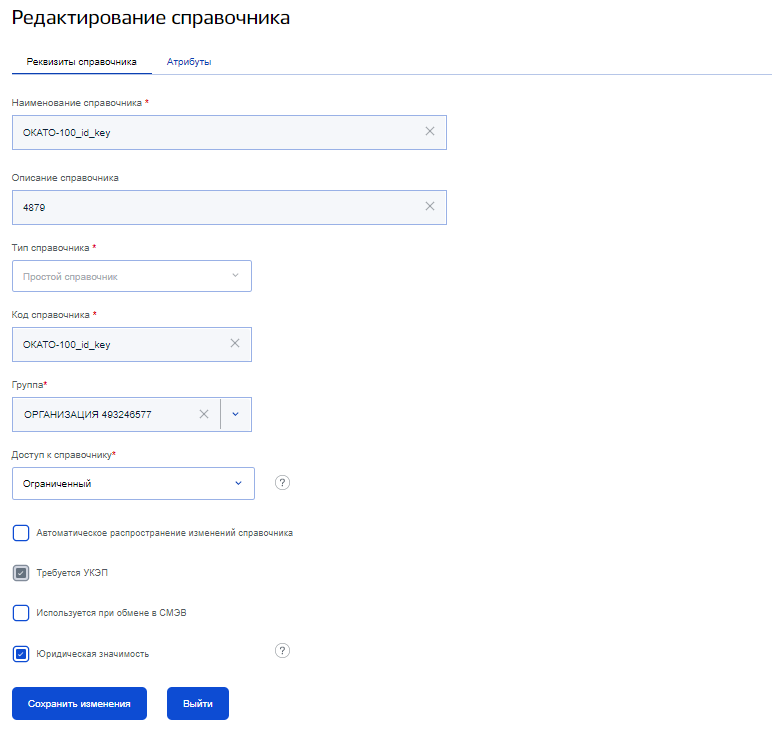 Редактирование справочника
Реквизиты справочника Атрибуты
Наименование справочника *
ОКАТО-100_id_key
Описание справочника
4879
Тип справочника *
Простой справочник
Код справочника *
ОКАТО-100_id_key
Группа*
ОРГАНИЗАЦИЯ 493246577
Доступ к справочнику*
Ограниченный ?
Автоматическое распространение изменений справочника
Требуется УКЭП
Используется при обмене в СМЭВ
Юридическая значимость ?
Сохранить изменения Выйти